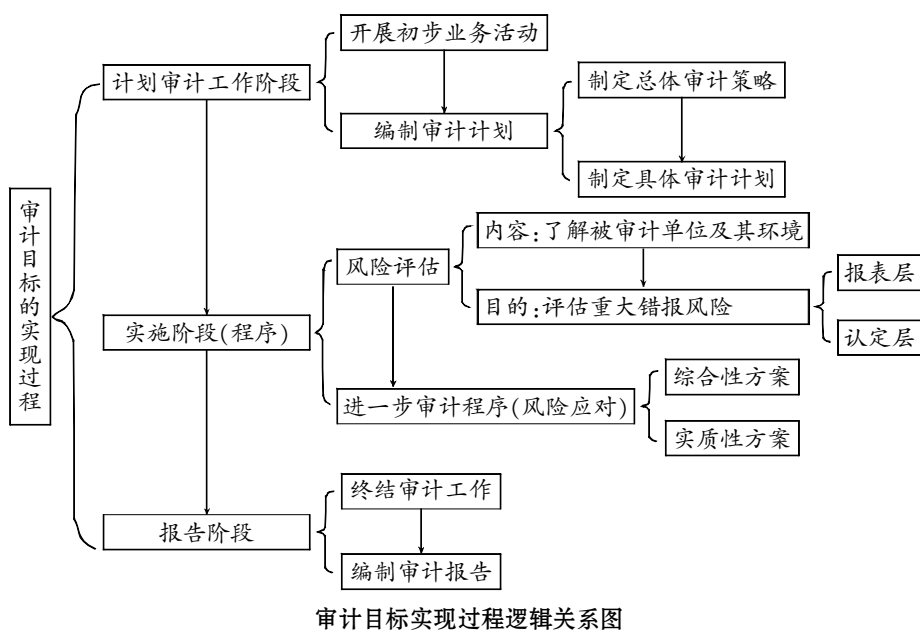 审计目标的实现过程
计划审计工作阶段
开展初步业务活动
编制审计计划
制定总体审计策略
制定具体审计计划
实施阶段(程序)
风险评估
内容:了解被审计单位及其环境
目的:评估重大错报风险
报表层
认定层
进一步审计程序(风险应对)
综合性方案
实质性方案
报告阶段
终结审计工作
编制审计报告
审计目标实现过程逻辑关系图